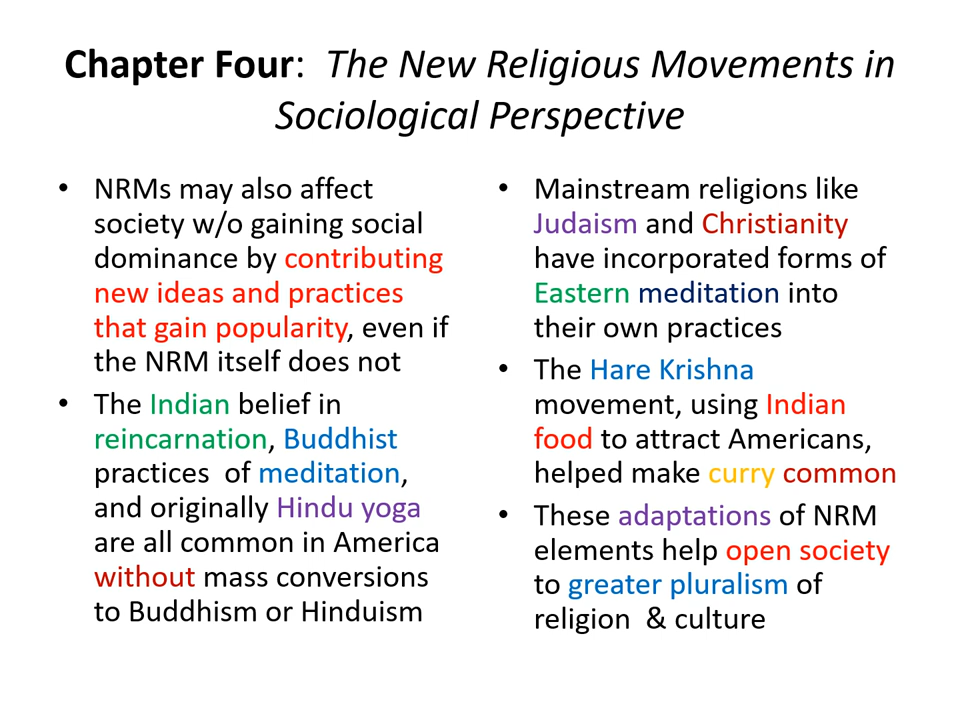 Chapter Four:  The New Religious Movements in
Sociological Perspective
• NRMs may also affect
society w/o gaining social
dominance by contributing
new ideas and practices
that gain popularity, even if
the NRM itself does not
• The Indian belief in
reincarnation, Buddhist
practices  of meditation,
and originally Hindu yoga
are all common in America
without mass conversions
to Buddhism or Hinduism
• Mainstream religions like
Judaism and Christianity
have incorporated forms of
Eastern meditation into
their own practices
• The Hare Krishna
movement, using Indian
food to attract Americans,
helped make curry common
• These adaptations of NRM
elements help open society
to greater pluralism of
religion  & culture